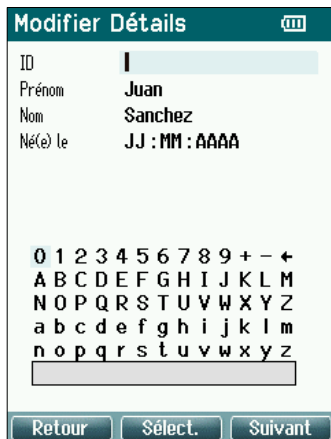 Modifier Détails
ID
Prénom Juan
Nom Sanchez
Né(e) le JJ:MM:AAAA
0 1 2 3 4 5 6 7 8 9 + - ←
A B C D E F G H I J K L M
N O P Q R S T U V W X Y Z
a b c d e f g h i j k l m
n o p q r s t u v w x y z
Retour Sélect. Suivant